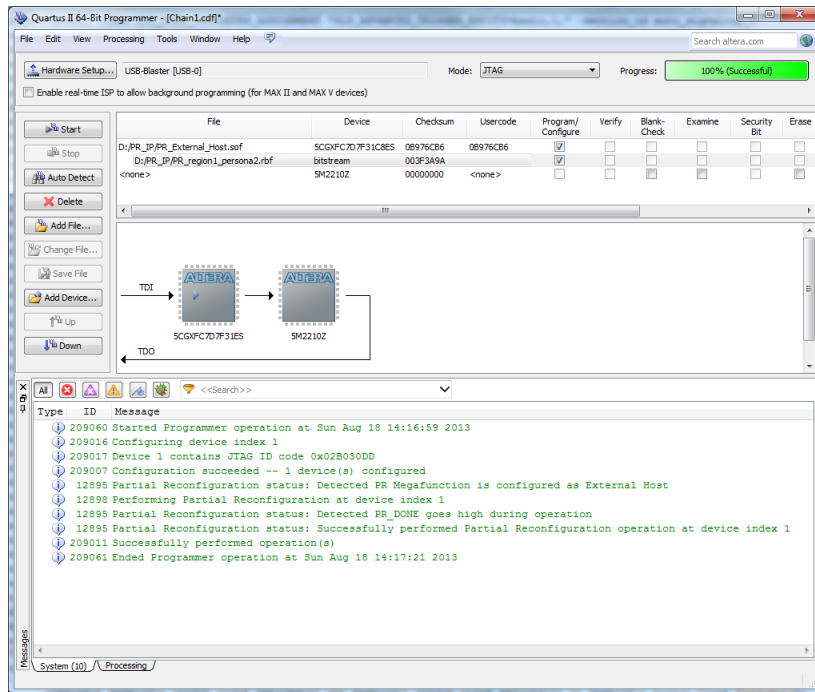 Quartus II 64-Bit Programmer - [Chain1.cdf]*
File Edit View Processing Tools Window Help
Search altera.com
Hardware Setup... USB-Blaster [USB-0] Mode: JTAG Progress: 100% (Successful)
Enable real-time ISP to allow background programming (for MAX II and MAX V devices)
Start
Stop
Auto Detect
Delete
Add File...
Change File...
Save File
Add Device...
Up
Down
File Device Checksum Usercode Program/Configure Verify Blank-Check Examine Security Bit Erase
D:/PR_IP/PR_External_Host.sof 5CGXFC7D7F31C8ES 0B976CB6 0B976CB6
D:/PR_IP/PR_region1_persona2.rbf bitstream 003F3A9A
<none> 5M2210Z 00000000 <none>
TDI
ALTERA
ALTERA
5CGXFC7D7F31ES
5M2210Z
TDO
All
<<Search>>
Type ID Message
209060 Started Programmer operation at Sun Aug 18 14:16:59 2013
209016 Configuring device index 1
209017 Device 1 contains JTAG ID code 0x02B030DD
209007 Configuration succeeded -- 1 device(s) configured
12895 Partial Reconfiguration status: Detected PR Megafunction is configured as External Host
12898 Performing Partial Reconfiguration at device index 1
12895 Partial Reconfiguration status: Detected PR_DONE goes high during operation
12895 Partial Reconfiguration status: Successfully performed Partial Reconfiguration operation at device index 1
209011 Successfully performed operation(s)
209061 Ended Programmer operation at Sun Aug 18 14:17:21 2013
Messages
System (10) Processing